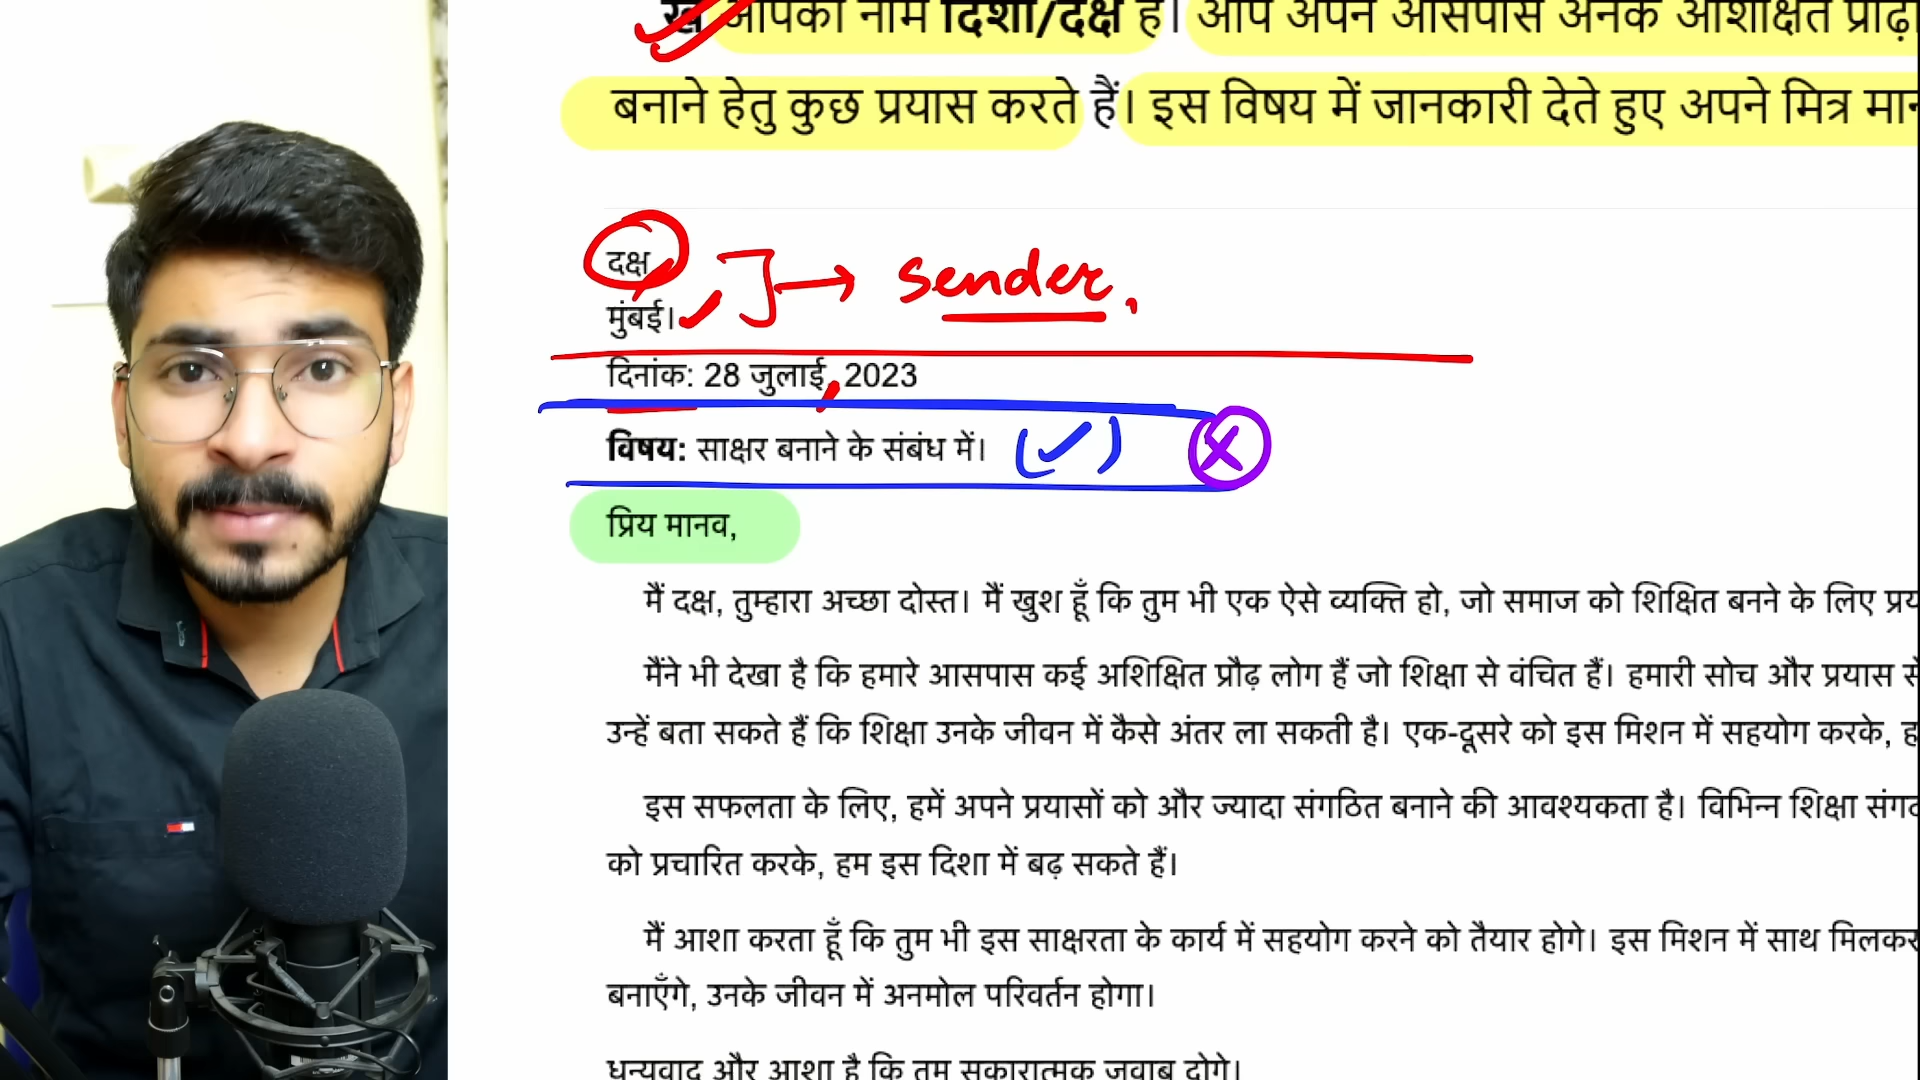 ख आपका नाम दिशा/दक्ष है। आप अपने आसपास अनेक अशिक्षित
बनाने हेतु कुछ प्रयास करते हैं। इस विषय में जानकारी देते हुए अपने मित्र
दक्ष
मुंबई। → sender,
दिनांक: 28 जुलाई, 2023
विषय: साक्षर बनाने के संबंध में। (✓) X
प्रिय मानव,
मैं दक्ष, तुम्हारा अच्छा दोस्त। मैं खुश हूँ कि तुम भी एक ऐसे व्यक्ति हो, जो समाज को शिक्षित बनने के लिए
मैंने भी देखा है कि हमारे आसपास कई अशिक्षित प्रौढ़ लोग हैं जो शिक्षा से वंचित हैं। हमारी सोच और प्रयास
उन्हें बता सकते हैं कि शिक्षा उनके जीवन में कैसे अंतर ला सकती है। एक-दूसरे को इस मिशन में सहयोग करके,
इस सफलता के लिए, हमें अपने प्रयासों को और ज्यादा संगठित बनाने की आवश्यकता है। विभिन्न शिक्षा
को प्रचारित करके, हम इस दिशा में बढ़ सकते हैं।
मैं आशा करता हूँ कि तुम भी इस साक्षरता के कार्य में सहयोग करने को तैयार होगे। इस मिशन में साथ मिलकर
बनाएँगे, उनके जीवन में अनमोल परिवर्तन होगा।
धन्यवाद और आशा है कि तुम सकारात्मक जवाब दोगे।